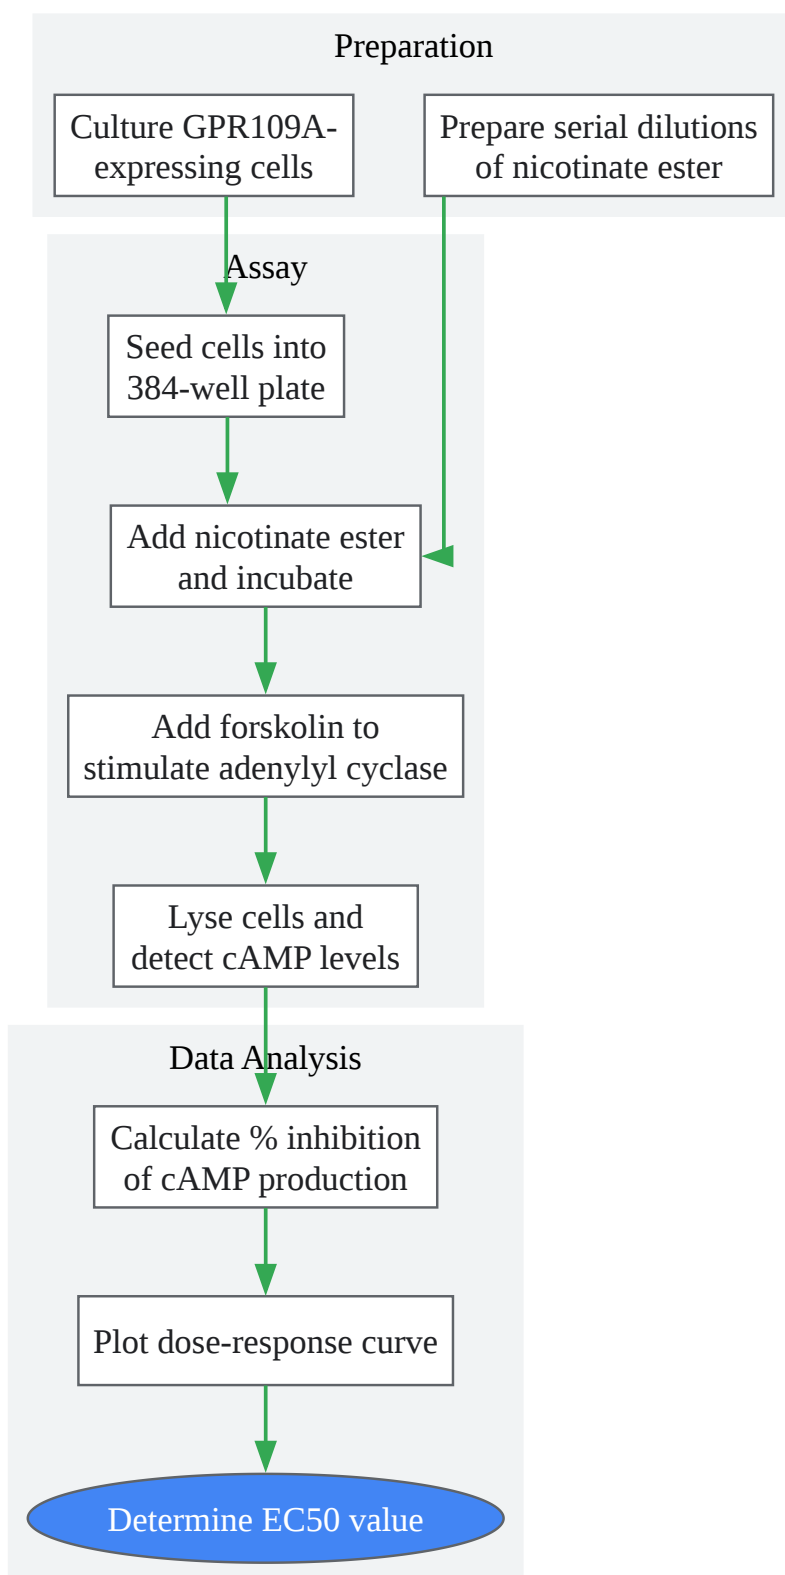 Preparation
Culture GPR109A-
expressing cells
Prepare serial dilutions
of nicotinate ester
Assay
Seed cells into
384-well plate
Add nicotinate ester
and incubate
Add forskolin to
stimulate adenylyl cyclase
Lyse cells and
detect cAMP levels
Data Analysis
Calculate % inhibition
of cAMP production
Plot dose-response curve
Determine EC50 value